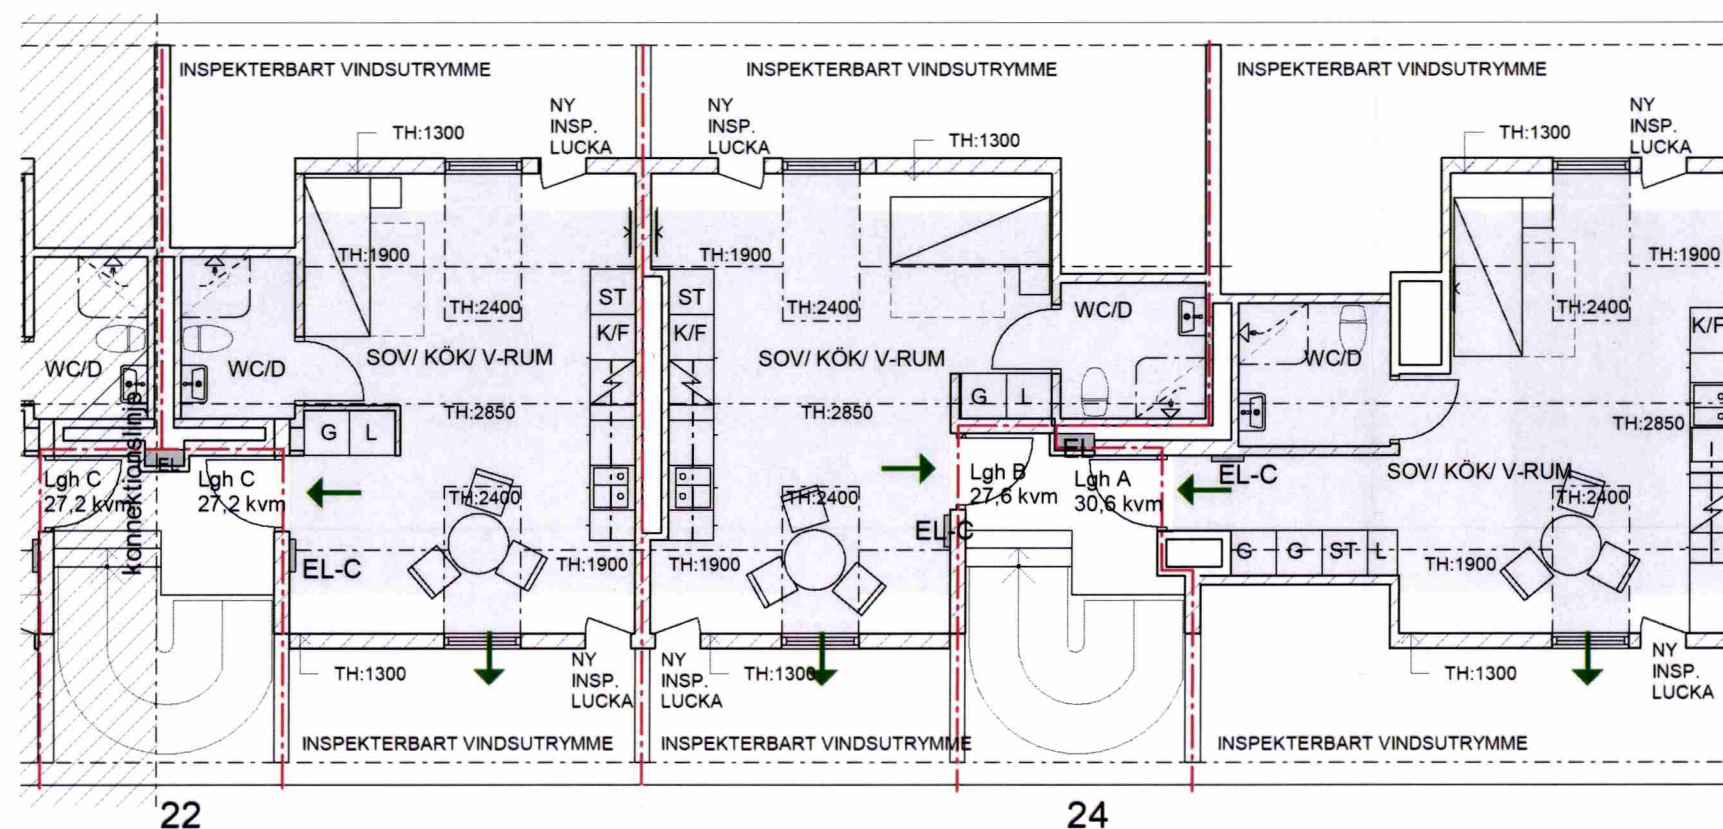 INSPEKTERBART VINDSUTRYMME
INSPEKTERBART VINDSUTRYMME
INSPEKTERBART VINDSUTRYMME
NY
INSP.
LUCKA
NY
INSP.
LUCKA
NY
INSP.
LUCKA
TH:1300
TH:1300
TH:1300
TH:1900
TH:1900
TH:1900
TH:2400
TH:2400
TH:2400
ST
ST
K/F
K/F
K/F
WC/D
WC/D
WC/D
WC/D
SOV/ KÖK/ V-RUM
SOV/ KÖK/ V-RUM
SOV/ KÖK/ V-RUM
TH:2850
TH:2850
TH:2850
G
L
G
L
konnektionslinje
EL
EL
Lgh C
27,2 kvm
Lgh C
27,2 kvm
Lgh B
27,6 kvm
Lgh A
30,6 kvm
EL-C
TH:2400
TH:2400
TH:2400
EL-C
EL-C
G
G
ST
L
TH:1900
TH:1900
TH:1900
TH:1300
TH:1300
TH:1300
NY
INSP.
LUCKA
NY
INSP.
LUCKA
NY
INSP.
LUCKA
INSPEKTERBART VINDSUTRYMME
INSPEKTERBART VINDSUTRYMME
INSPEKTERBART VINDSUTRYMME
22
24